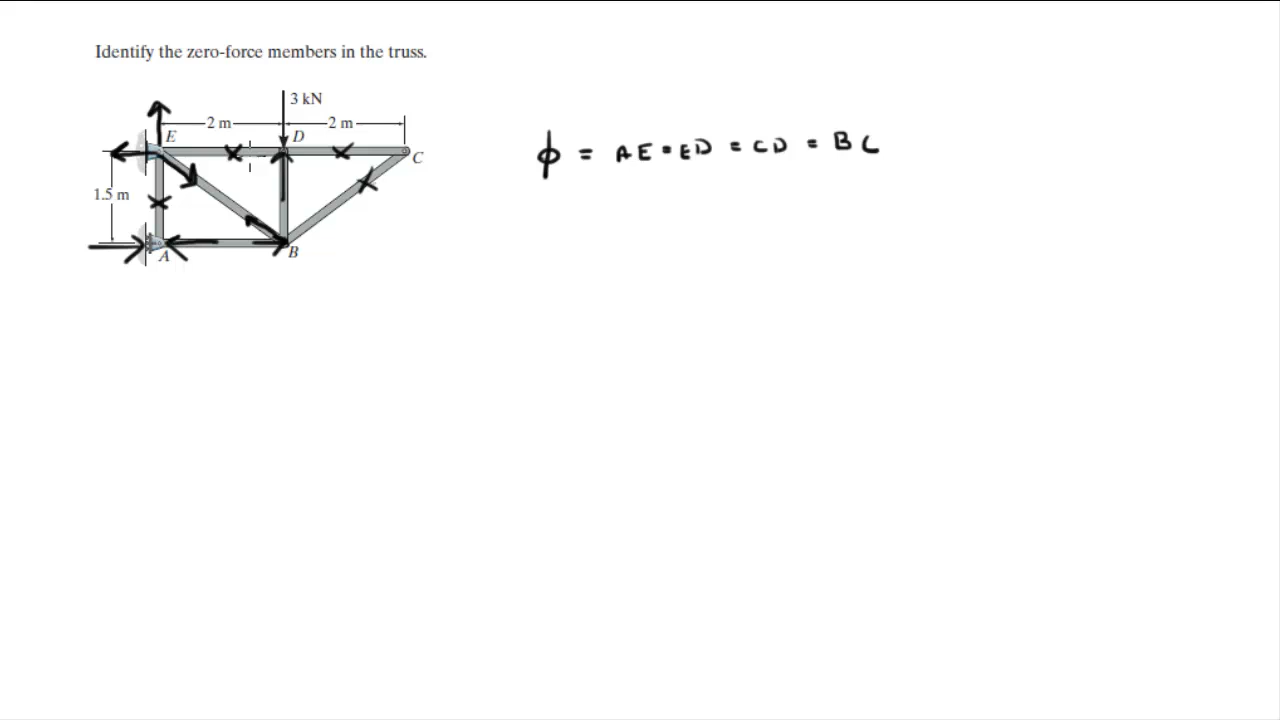 Identify the zero-force members in the truss.
3 kN
2 m 2 m
E D
C
1.5 m
A B
ϕ = AE = ED = CD = BC